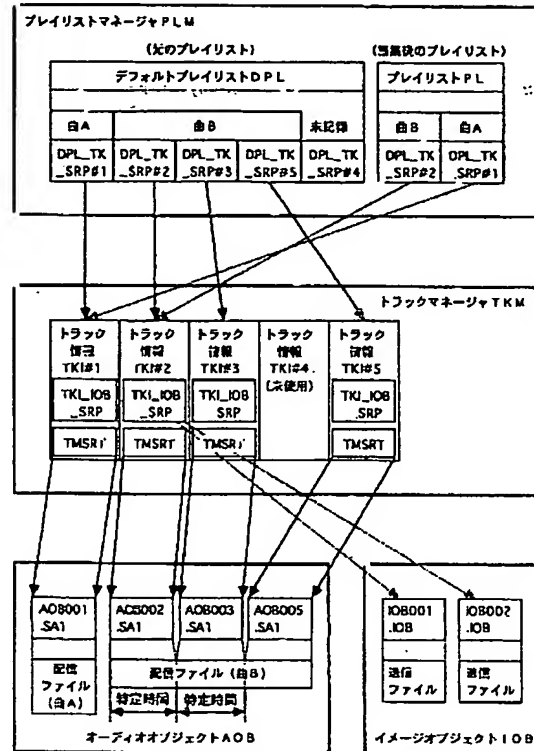 プレイリストマネージャPLM
(元のプレイリスト)
デフォルトプレイリストDPL
曲A
曲B
未記録
DPL_TK
_SRP#1
DPL_TK
_SRP#2
DPL_TK
_SRP#3
DPL_TK
_SRP#5
DPL_TK
_SRP#4
のプレイリスト)
プレイリストPL
曲B
曲A
DPL_TK
_SRP#2
DPL_TK
_SRP#1
トラックマネージャTKM
トラック
情報
TKI#1
TKI_IOB
_SRP
TMSRT
トラック
情報
TKI#2
TKI_IOB
_SRP
TMSRT
トラック
情報
TKI#3
TKI_IOB
SRP
TMSRT
トラック
情報
TKI#4.
(未使用)
トラック
情報
TKI#5
TKI_IOB
_SRP
TMSRT
AOB001
.SA1
AOB002
.SA1
AOB003
.SA1
AOB005
.SA1
配信
ファイル
(曲A)
配信ファイル(曲B)
特定時間
特定時間
オーディオオブジェクトAOB
IOB001
.IOB
IOB002
.IOB
送信
ファイル
送信
ファイル
イメージオブジェクトIOB